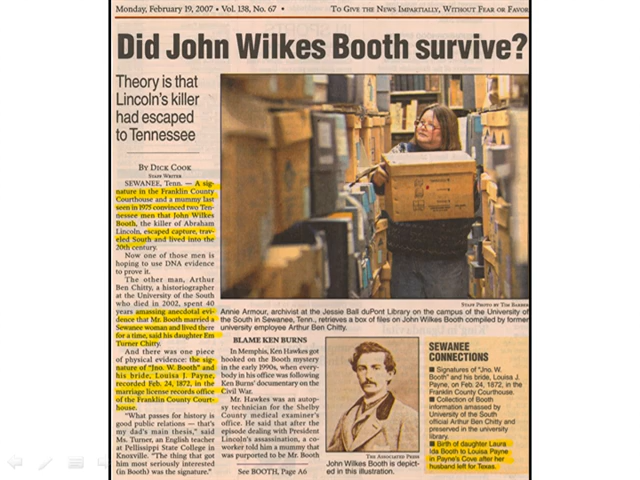 Monday, February 19, 2007 • Vol. 138, No. 67 •
To Give the News Impartially, Without Fear or Favor
Did John Wilkes Booth survive?
Theory is that
Lincoln's killer
had escaped
to Tennessee
By Dick Cook
Staff Writer
SEWANEE, Tenn. — A sig-
nature in the Franklin County
Courthouse and a mummy last
seen in 1975 convinced two Ten-
nessee men that John Wilkes
Booth, the killer of Abraham
Lincoln, escaped capture, trav-
eled South and lived into the
20th century.
Now one of those men is
hoping to use DNA evidence
to prove it.
The other man, Arthur
Ben Chitty, a historiographer
at the University of the South
who died in 2002, spent 40
years amassing anecdotal evi-
dence that Mr. Booth married a
Sewanee woman and lived there
for a time, said his daughter Em
Turner Chitty.
And there was one piece
of physical evidence: the sig-
nature of "Jno. W. Booth" and
his bride, Louisa J. Payne,
recorded Feb. 24, 1872, in the
marriage license records office
of the Franklin County Court-
house.
"What passes for history is
good public relations — that's
my dad's main thesis," said
Ms. Turner, an English teacher
at Pellissippi State College in
Knoxville. "The thing that got
him most seriously interested
(in Booth) was the signature."
Staff Photo by Tim Barber
Annie Armour, archivist at the Jessie Ball duPont Library on the campus of the University of
the South in Sewanee, Tenn., retrieves a box of files on John Wilkes Booth compiled by former
university employee Arthur Ben Chitty.
BLAME KEN BURNS
In Memphis, Ken Hawkes got
hooked on the Booth mystery
in the early 1990s, when every-
body in his office was following
Ken Burns' documentary on the
Civil War.
Mr. Hawkes was an autop-
sy technician for the Shelby
County medical examiner's
office. He said that after the
episode dealing with President
Lincoln's assassination, a co-
worker told him a mummy that
was purported to be Mr. Booth
See BOOTH, Page A6
The Associated Press
John Wilkes Booth is depict-
ed in this illustration.
SEWANEE
CONNECTIONS
■ Signatures of "Jno. W.
Booth" and his bride, Louisa J.
Payne, on Feb. 24, 1872, in the
Franklin County Courthouse.
■ Collection of Booth
information amassed by
University of the South
official Arthur Ben Chitty and
preserved in the university
library.
■ Birth of daughter Laura
Ida Booth to Louisa Payne
in Payne's Cove after her
husband left for Texas.